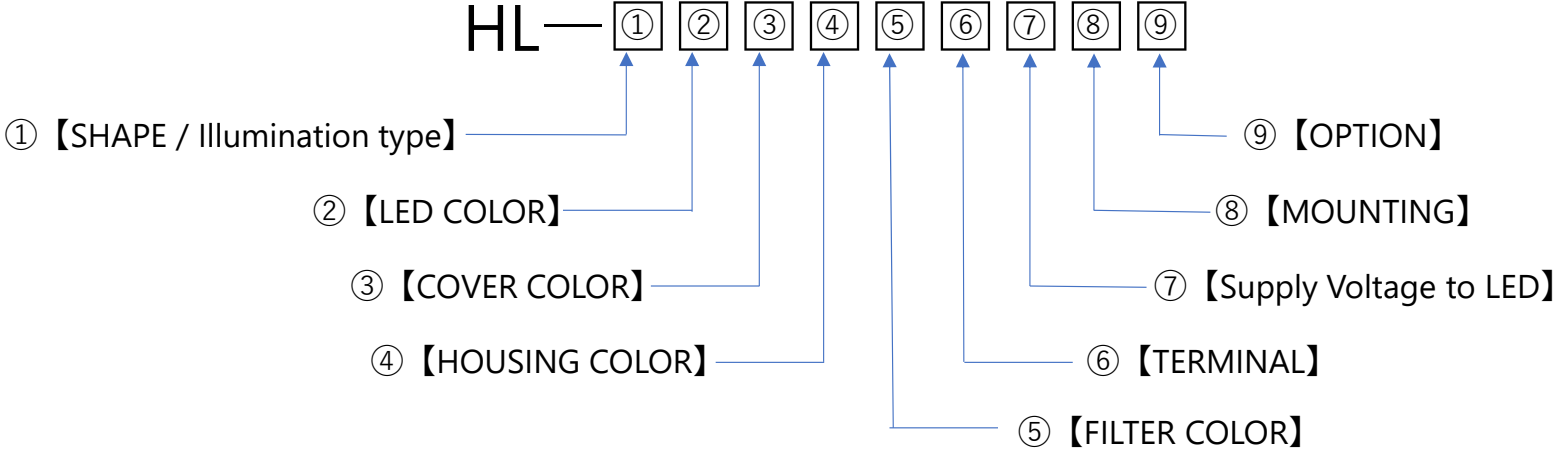 HL－①②③④⑤⑥⑦⑧⑨
①【SHAPE / Illumination type】
⑨【OPTION】
②【LED COLOR】
⑧【MOUNTING】
③【COVER COLOR】
⑦【Supply Voltage to LED】
④【HOUSING COLOR】
⑥【TERMINAL】
⑤【FILTER COLOR】